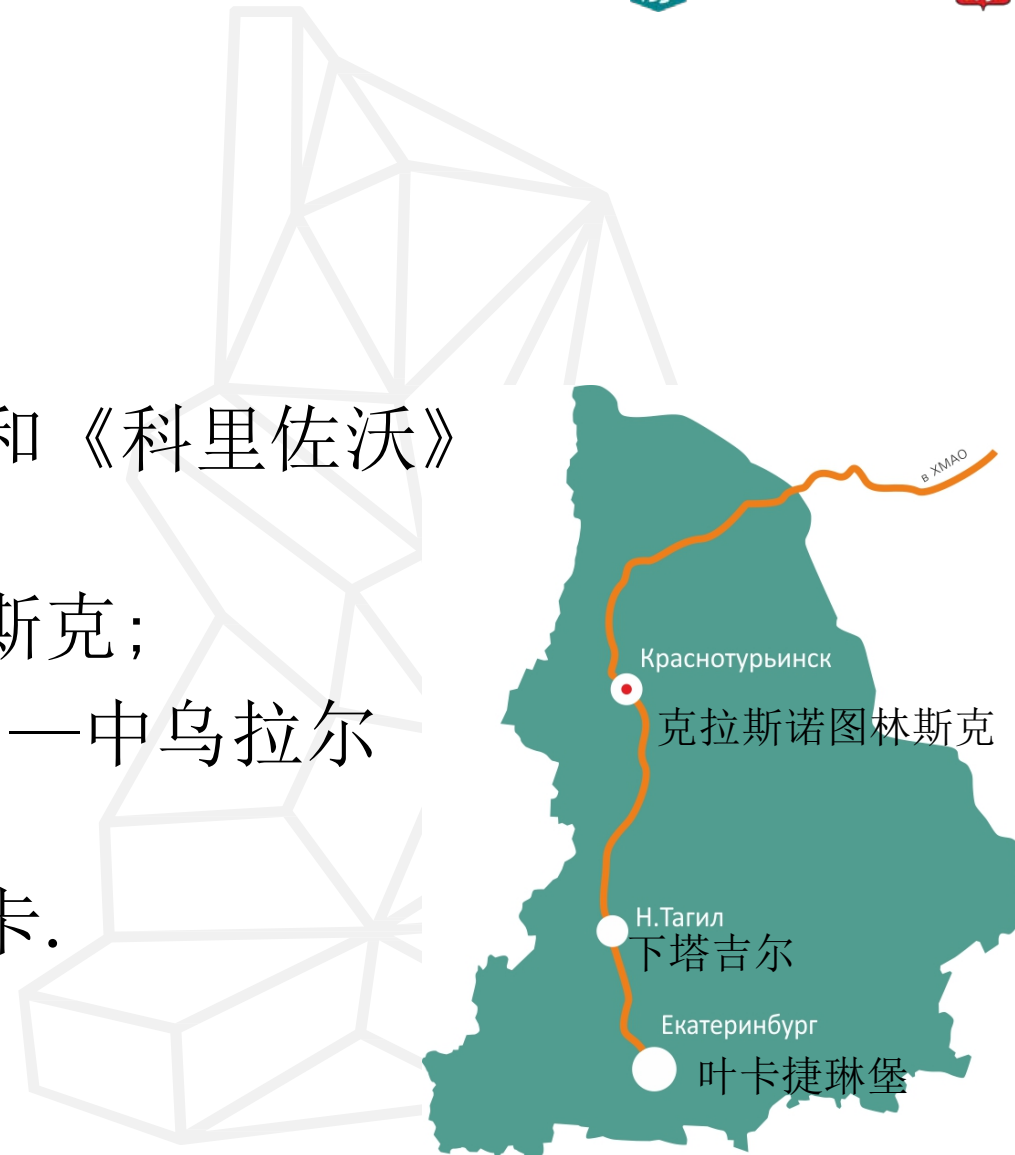 和《科里佐沃》
в ХМАО
斯克;
Краснотурьинск
克拉斯诺图林斯克
—中乌拉尔
卡.
Н.Тагил
下塔吉尔
Екатеринбург
叶卡捷琳堡